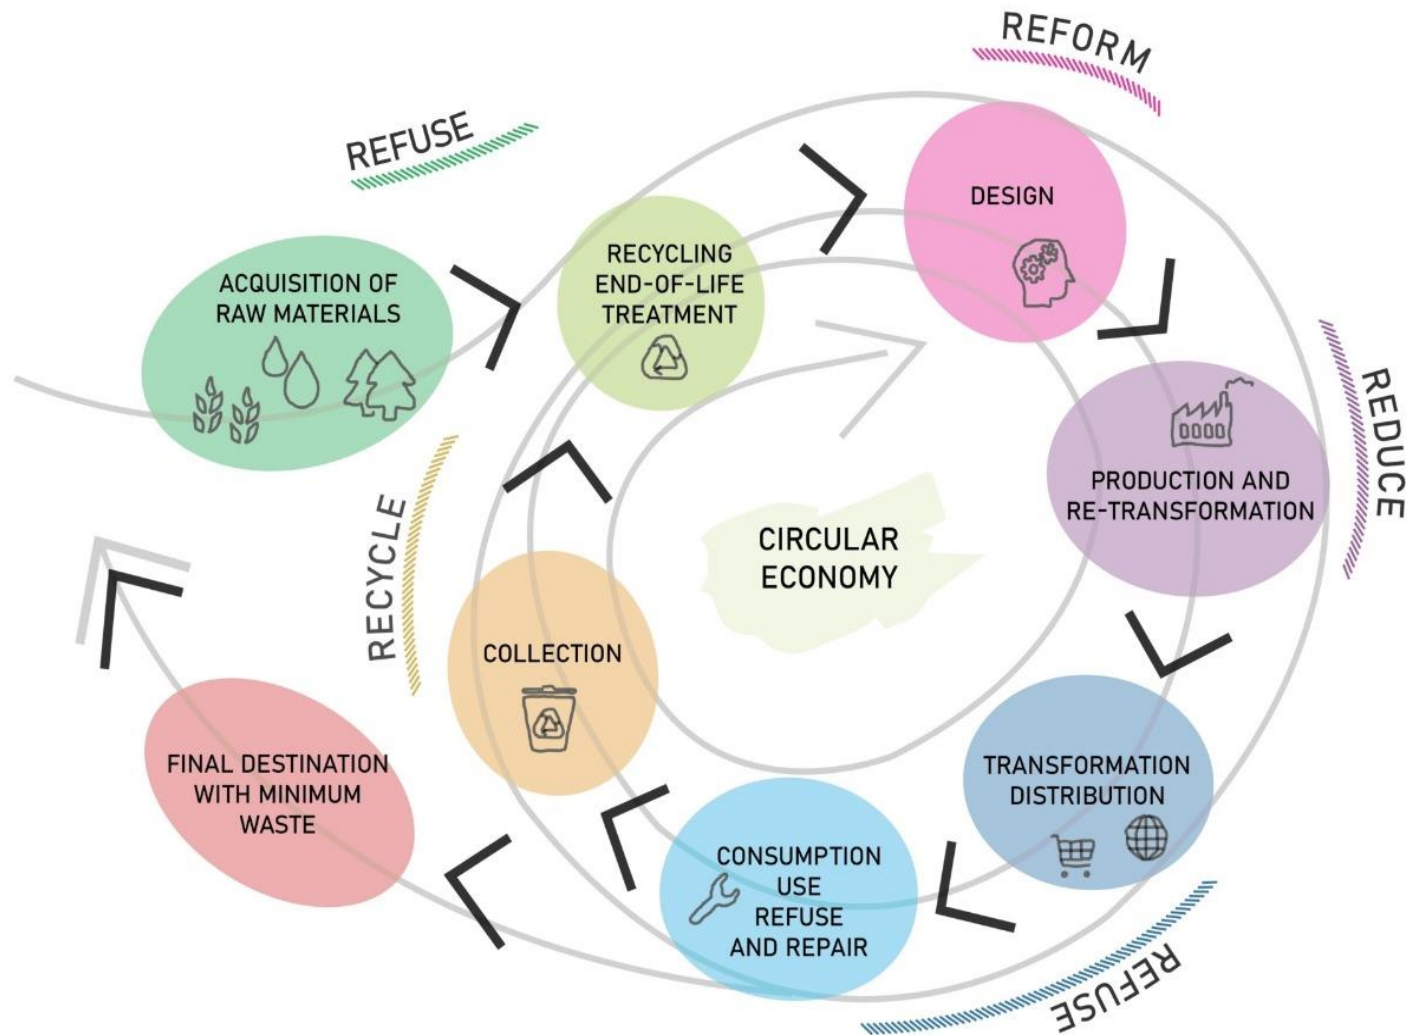 REFORM
REFUSE
DESIGN
ACQUISITION OF
RAW MATERIALS
RECYCLING
END-OF-LIFE
TREATMENT
REDUCE
PRODUCTION AND
RE-TRANSFORMATION
RECYCLE
CIRCULAR
ECONOMY
COLLECTION
FINAL DESTINATION
WITH MINIMUM
WASTE
TRANSFORMATION
DISTRIBUTION
CONSUMPTION
USE
REFUSE
AND REPAIR
REFUSE